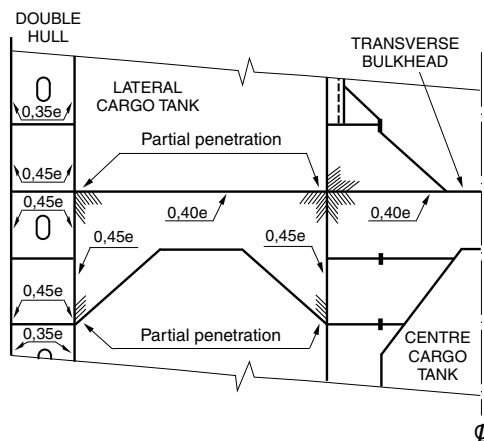 DOUBLE
HULL
TRANSVERSE
BULKHEAD
LATERAL
CARGO TANK
0,35e
Partial penetration
0,45e
0,45e
0,40e
0,40e
0,45e
0,45e
0,45e
Partial penetration
0,35e
CENTRE
CARGO
TANK